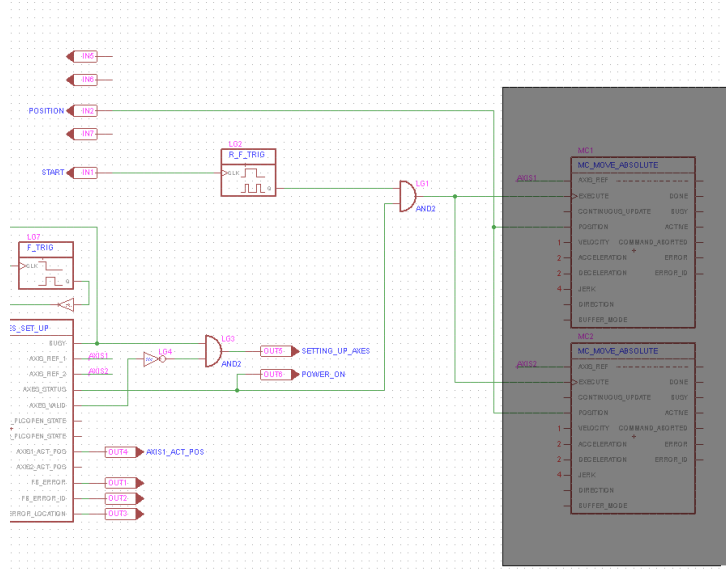 IN5
IN6
POSITION IN2
IN7
START IN1
LG2
R_F_TRIG
CLK
Q
LG1
AND2
LG7
F_TRIG
CLK
Q
ES_SET_UP
BUSY
AXIS_REF_1 AXIS1
AXIS_REF_2 AXIS2
AXES_STATUS
AXES_VALID
_PLCOPEN_STATE
_PLCOPEN_STATE
AXIS1_ACT_POS OUT4 AXIS1_ACT_POS
AXIS2_ACT_POS
FB_ERROR OUT1
FB_ERROR_ID OUT2
ERROR_LOCATION OUT3
LG4
LG3
AND2
OUT5 SETTING_UP_AXES
OUT6 POWER_ON
MC1
MC_MOVE_ABSOLUTE
AXIS1 AXIS_REF
EXECUTE DONE
CONTINUOUS_UPDATE BUSY
POSITION ACTIVE
1 VELOCITY COMMAND_ABORTED
2 ACCELERATION ERROR
2 DECELERATION ERROR_ID
4 JERK
DIRECTION
BUFFER_MODE
MC2
MC_MOVE_ABSOLUTE
AXIS2 AXIS_REF
EXECUTE DONE
CONTINUOUS_UPDATE BUSY
POSITION ACTIVE
1 VELOCITY COMMAND_ABORTED
2 ACCELERATION ERROR
2 DECELERATION ERROR_ID
4 JERK
DIRECTION
BUFFER_MODE